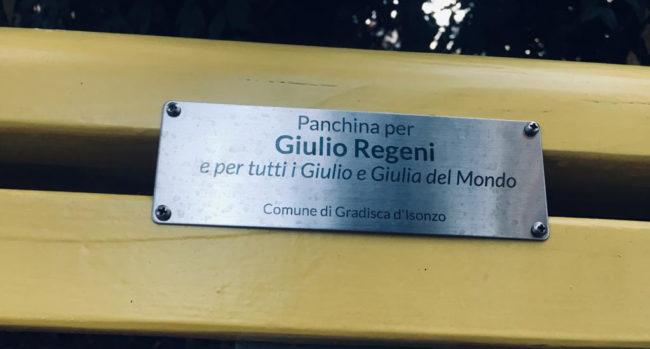 Panchina per
Giulio Regeni
e per tutti i Giulio e Giulia del Mondo
Comune di Gradisca d'Isonzo